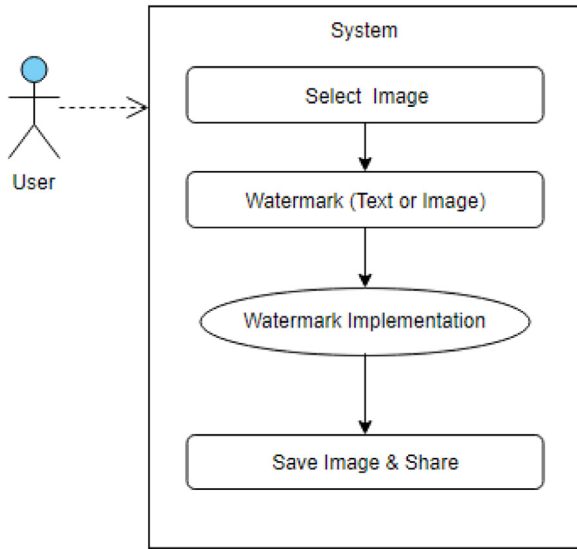 System
Select Image
User
Watermark (Text or Image)
Watermark Implementation
Save Image & Share